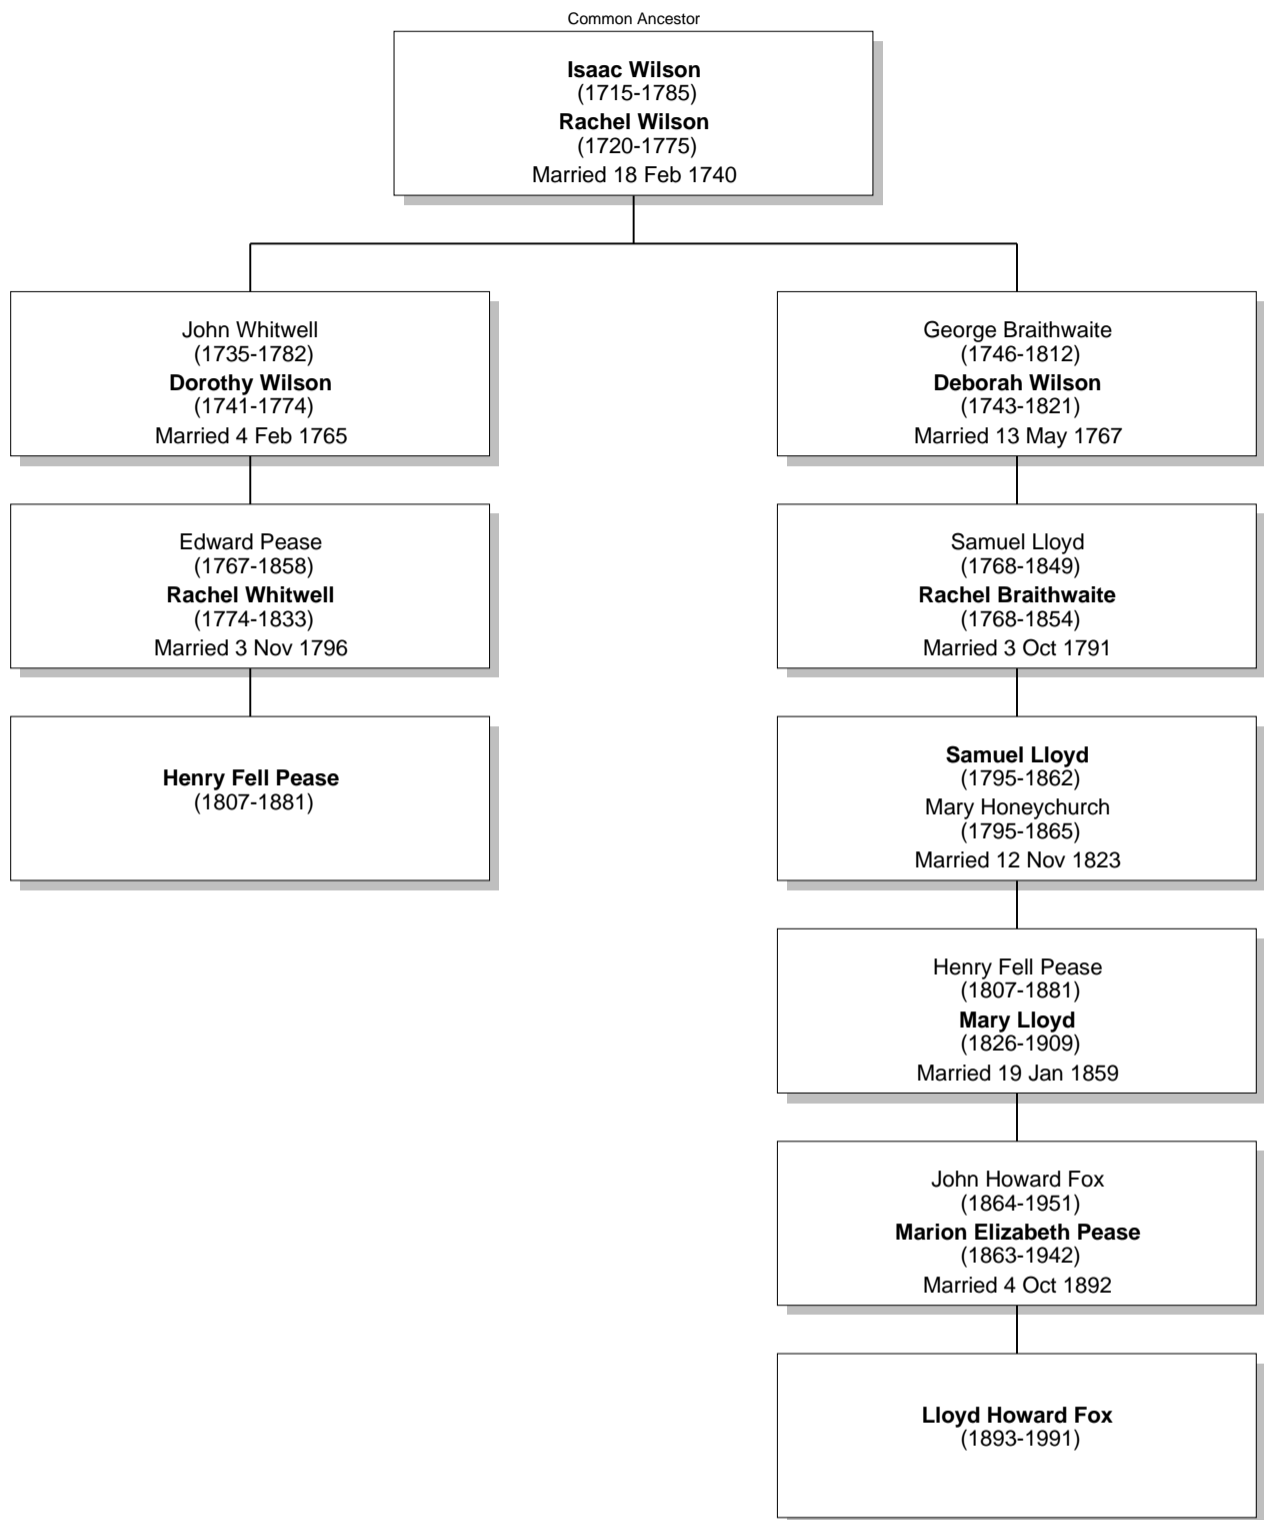 Common Ancestor
Isaac Wilson
(1715-1785)
Rachel Wilson
(1720-1775)
Married 18 Feb 1740
John Whitwell
(1735-1782)
Dorothy Wilson
(1741-1774)
Married 4 Feb 1765
George Braithwaite
(1746-1812)
Deborah Wilson
(1743-1821)
Married 13 May 1767
Edward Pease
(1767-1858)
Rachel Whitwell
(1774-1833)
Married 3 Nov 1796
Samuel Lloyd
(1768-1849)
Rachel Braithwaite
(1768-1854)
Married 3 Oct 1791
Henry Fell Pease
(1807-1881)
Samuel Lloyd
(1795-1862)
Mary Honeychurch
(1795-1865)
Married 12 Nov 1823
Henry Fell Pease
(1807-1881)
Mary Lloyd
(1826-1909)
Married 19 Jan 1859
John Howard Fox
(1864-1951)
Marion Elizabeth Pease
(1863-1942)
Married 4 Oct 1892
Lloyd Howard Fox
(1893-1991)